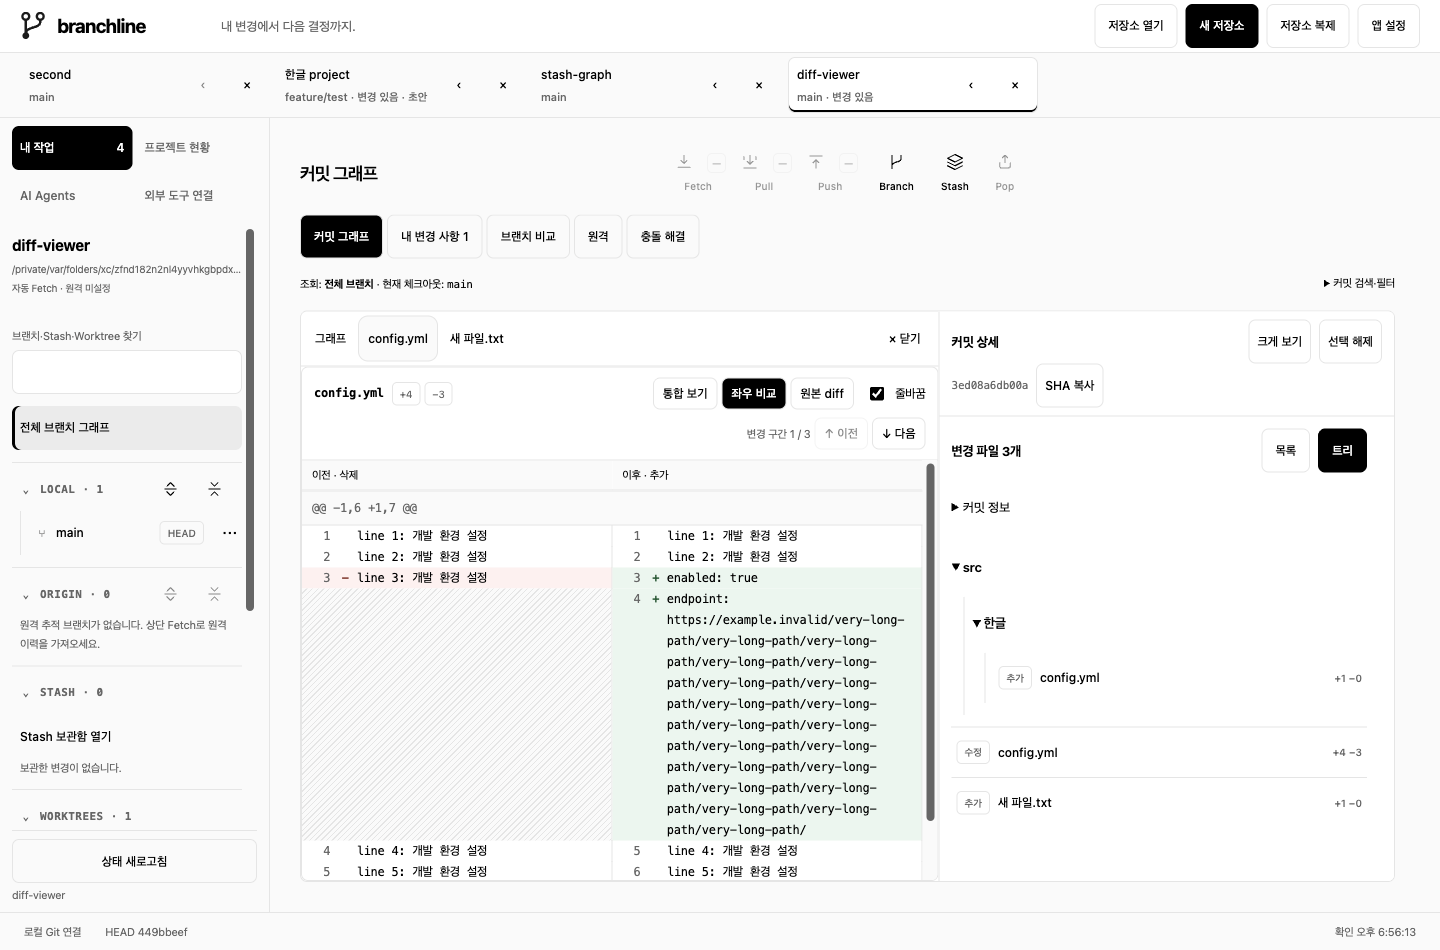 branchline
내 변경에서 다음 결정까지.
저장소 열기
새 저장소
저장소 복제
앱 설정
second
main
‹ ×
한글 project
feature/test · 변경 있음 · 초안
‹ ×
stash-graph
main
‹ ×
diff-viewer
main · 변경 있음
‹ ×
내 작업 4
프로젝트 현황
AI Agents
외부 도구 연결
diff-viewer
/private/var/folders/xc/zfnd182n2nl4yyvhkgbpdx...
자동 Fetch · 원격 미설정
브랜치·Stash·Worktree 찾기
전체 브랜치 그래프
LOCAL · 1
main HEAD ···
ORIGIN · 0
원격 추적 브랜치가 없습니다. 상단 Fetch로 원격
이력을 가져오세요.
STASH · 0
Stash 보관함 열기
보관한 변경이 없습니다.
WORKTREES · 1
상태 새로고침
diff-viewer
커밋 그래프
Fetch
Pull
Push
Branch
Stash
Pop
커밋 그래프
내 변경 사항 1
브랜치 비교
원격
충돌 해결
조회: 전체 브랜치 · 현재 체크아웃: main
▶ 커밋 검색·필터
그래프
config.yml
새 파일.txt
× 닫기
config.yml +4 −3
통합 보기
좌우 비교
원본 diff
줄바꿈
변경 구간 1 / 3
↑ 이전
↓ 다음
이전 · 삭제
이후 · 추가
@@ −1,6 +1,7 @@
1 line 1: 개발 환경 설정
1 line 1: 개발 환경 설정
2 line 2: 개발 환경 설정
2 line 2: 개발 환경 설정
3 − line 3: 개발 환경 설정
3 + enabled: true
4 + endpoint:
https://example.invalid/very-long-
path/very-long-path/very-long-
path/very-long-path/very-long-
path/very-long-path/very-long-
path/very-long-path/very-long-
path/very-long-path/very-long-
path/very-long-path/very-long-
path/very-long-path/very-long-
path/very-long-path/very-long-
path/very-long-path/very-long-
path/very-long-path/
4 line 4: 개발 환경 설정
5 line 4: 개발 환경 설정
5 line 5: 개발 환경 설정
6 line 5: 개발 환경 설정
커밋 상세
크게 보기
선택 해제
3ed08a6db00a
SHA 복사
변경 파일 3개
목록
트리
▶ 커밋 정보
▼ src
▼ 한글
추가 config.yml +1 −0
수정 config.yml +4 −3
추가 새 파일.txt +1 −0
로컬 Git 연결
HEAD 449bbeef
확인 오후 6:56:13